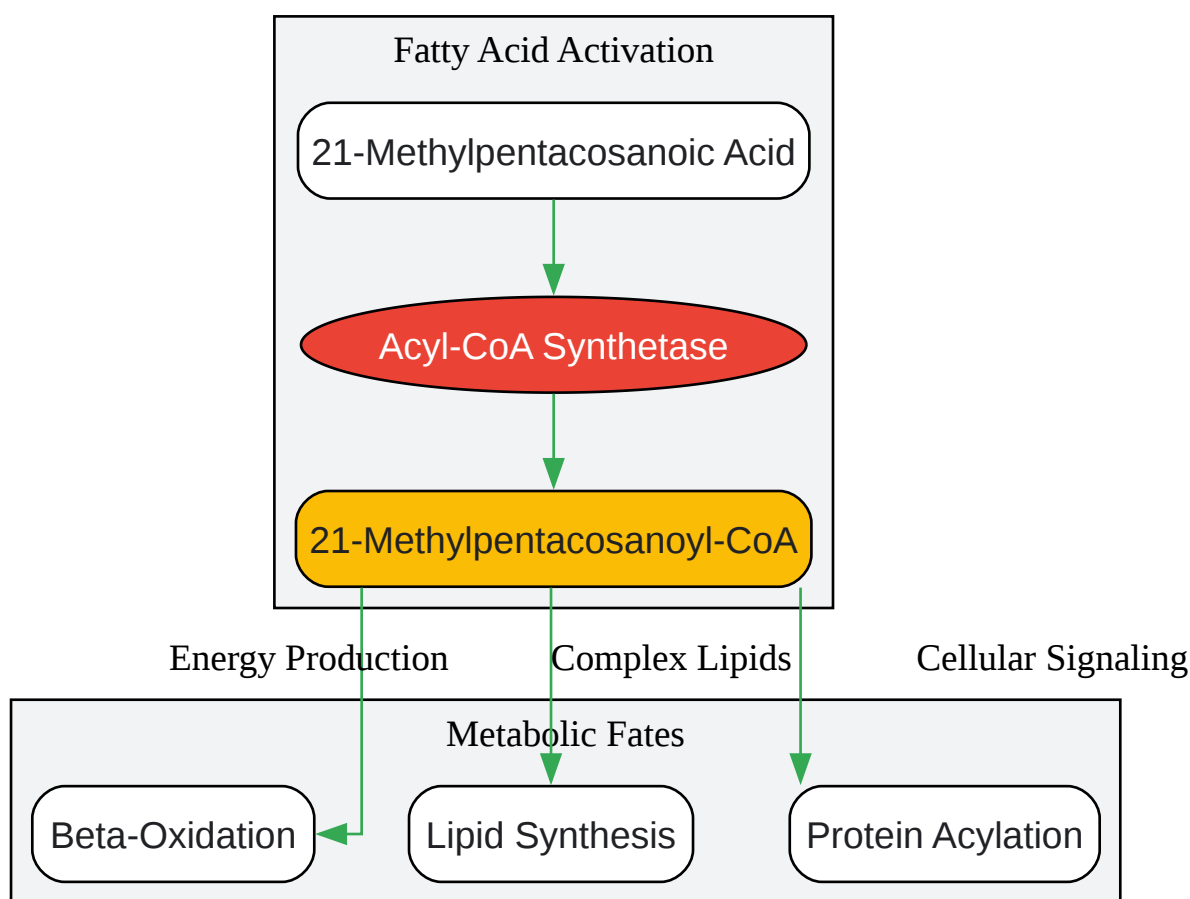 Fatty Acid Activation
21-Methylpentacosanoic Acid
Acyl-CoA Synthetase
21-Methylpentacosanoyl-CoA
Energy Production
Complex Lipids
Cellular Signaling
Metabolic Fates
Beta-Oxidation
Lipid Synthesis
Protein Acylation